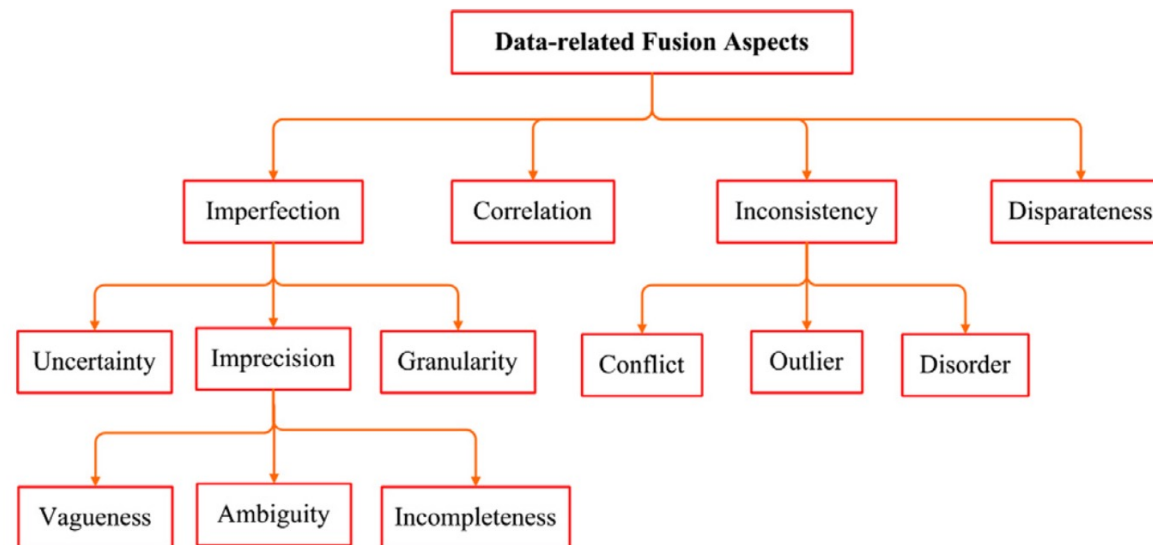 Data-related Fusion Aspects
Imperfection
Correlation
Inconsistency
Disparateness
Uncertainty
Imprecision
Granularity
Conflict
Outlier
Disorder
Vagueness
Ambiguity
Incompleteness